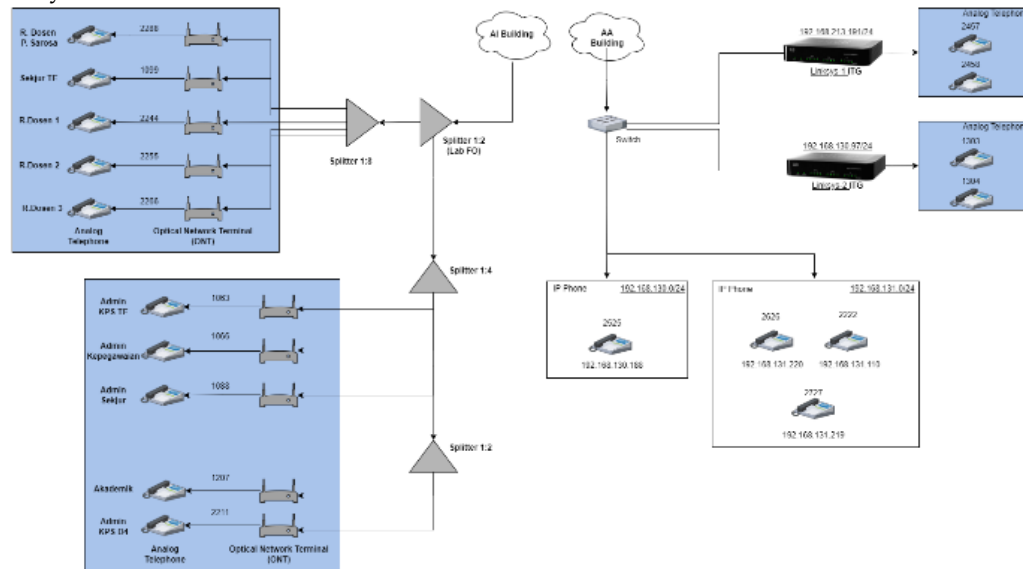 R. Dosen
P. Sarosa
2288
Sekjur TF
1099
R.Dosen 1
2244
R.Dosen 2
2255
R.Dosen 3
2266
Analog
Telephone
Optical Network Terminal
(ONT)
Splitter 1:8
Splitter 1:2
(Lab FO)
AI Building
AA
Building
Switch
192.168.213.191/24
Linksys 1 ITG
Analog Telephone
2457
2458
192.168.130.97/24
Linksys 2 ITG
Analog Telephone
1303
1304
Splitter 1:4
Admin
KPS TF
1063
Admin
Kepegawaian
1066
Admin
Sekjur
1088
Splitter 1:2
Akademik
1207
Admin
KPS D4
2211
Analog
Telephone
Optical Network Terminal
(ONT)
IP Phone
192.168.130.0/24
2525
192.168.130.188
IP Phone
192.168.131.0/24
2626
2222
192.168.131.220
192.168.131.110
2727
192.168.131.219